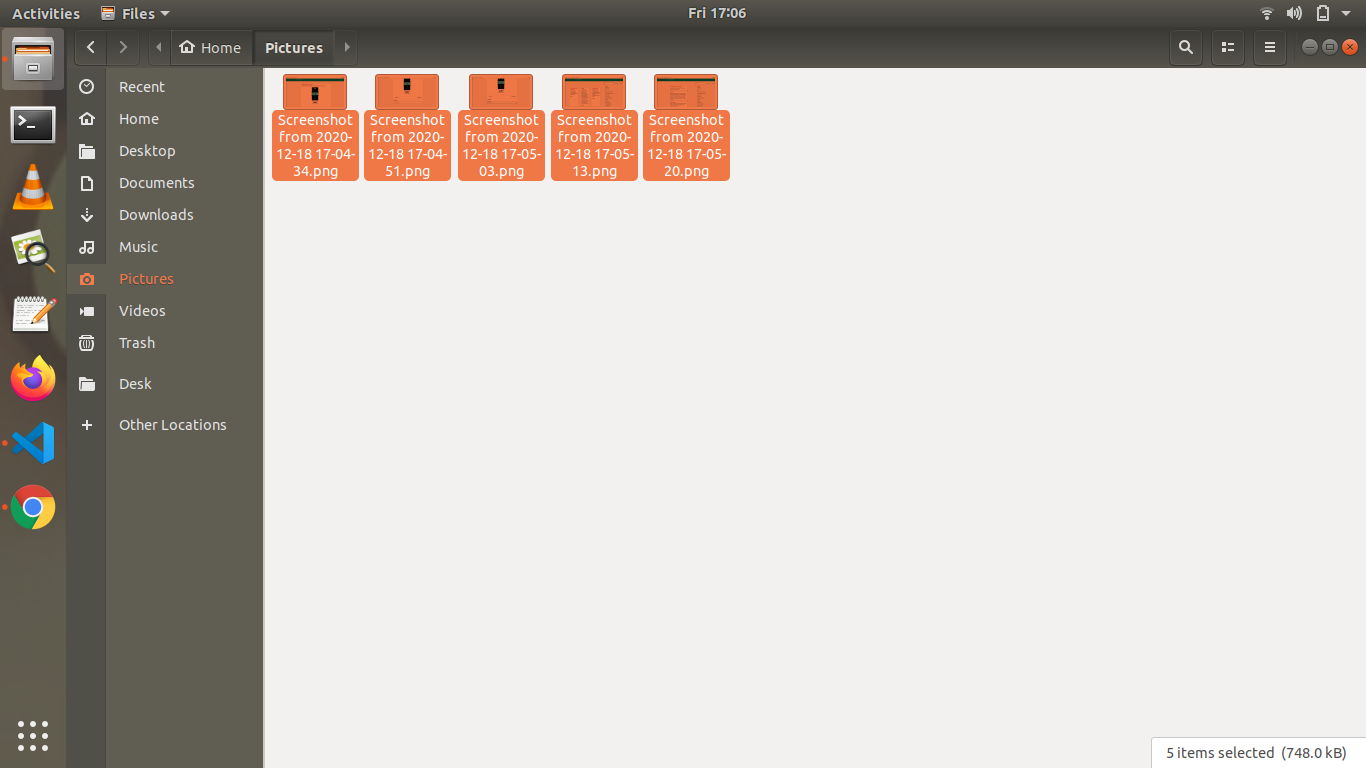 Activities Files Fri 17:06
Home Pictures
Recent
Home
Desktop
Documents
Downloads
Music
Pictures
Videos
Trash
Desk
Other Locations
Screenshot
from 2020-
12-18 17-04-
34.png
Screenshot
from 2020-
12-18 17-04-
51.png
Screenshot
from 2020-
12-18 17-05-
03.png
Screenshot
from 2020-
12-18 17-05-
13.png
Screenshot
from 2020-
12-18 17-05-
20.png
5 items selected (748.0 kB)